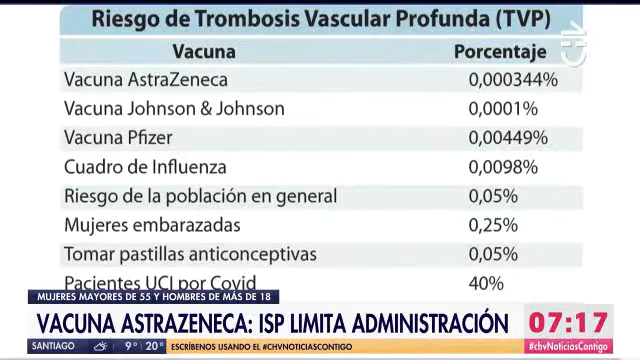 Riesgo de Trombosis Vascular Profunda (TVP)
CHV
Vacuna Porcentaje
Vacuna AstraZeneca 0,000344%
Vacuna Johnson & Johnson 0,0001%
Vacuna Pfizer 0,00449%
Cuadro de Influenza 0,0098%
Riesgo de la población en general 0,05%
Mujeres embarazadas 0,25%
Tomar pastillas anticonceptivas 0,05%
Pacientes UCI por Covid 40%
MUJERES MAYORES DE 55 Y HOMBRES DE MÁS DE 18
VACUNA ASTRAZENECA: ISP LIMITA ADMINISTRACIÓN 07:17
SANTIAGO 9° 20° ESCRÍBENOS USANDO EL #CHVNOTICIASCONTIGO #chvNoticiasContigo